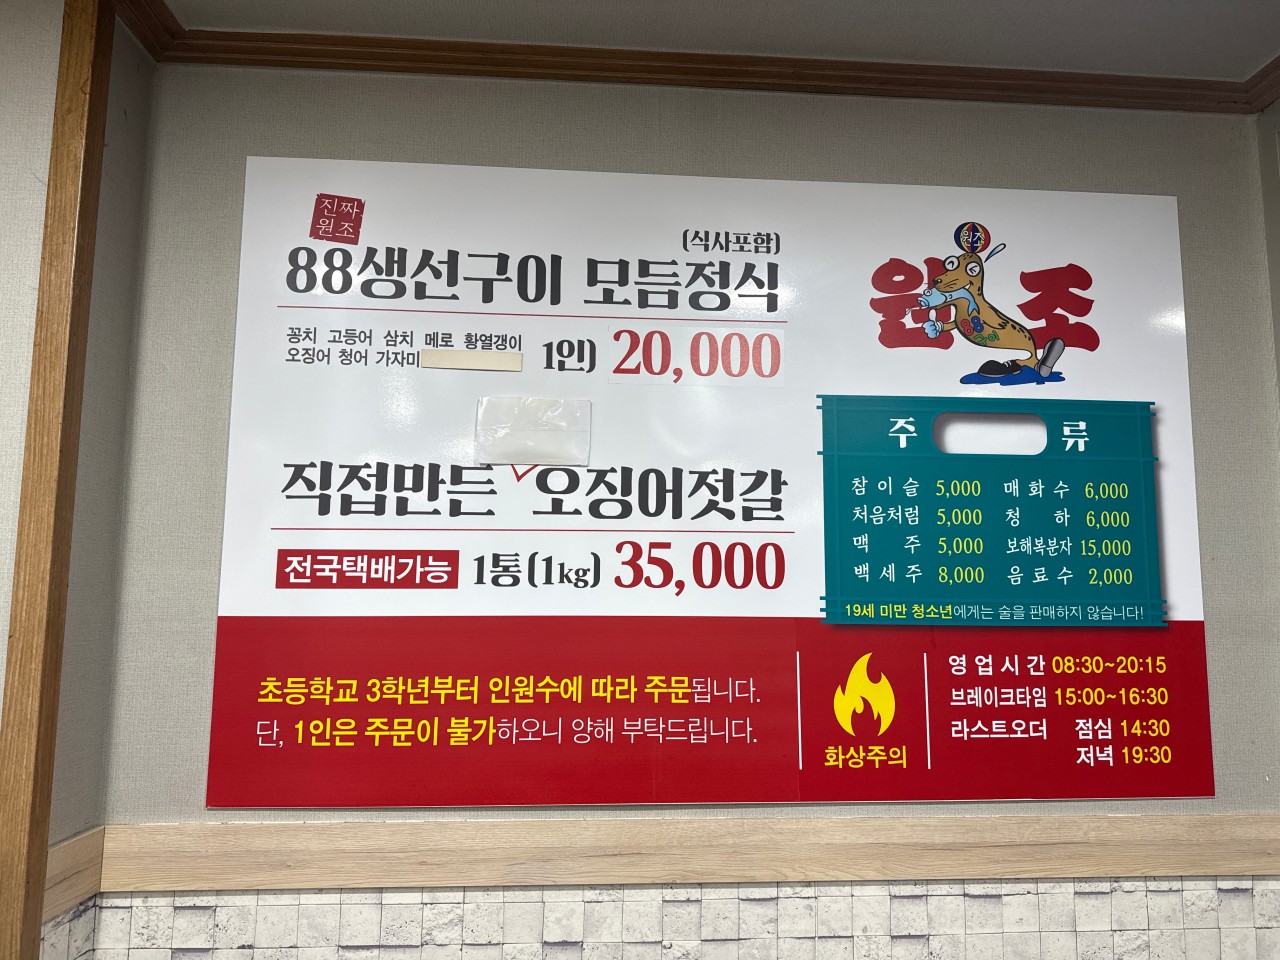 진짜
원조
(식사포함)
88생선구이 모듬정식
꽁치 고등어 삼치 메로 황열갱이
오징어 청어 가자미
1인) 20,000
직접만든 오징어젓갈
전국택배가능 1통(1kg) 35,000
원조
원조
88
구이
주 류
참이슬 5,000 매화수 6,000
처음처럼 5,000 청하 6,000
맥주 5,000 보해복분자 15,000
백세주 8,000 음료수 2,000
19세 미만 청소년에게는 술을 판매하지 않습니다!
초등학교 3학년부터 인원수에 따라 주문됩니다.
단, 1인은 주문이 불가하오니 양해 부탁드립니다.
화상주의
영업시간 08:30~20:15
브레이크타임 15:00~16:30
라스트오더 점심 14:30
저녁 19:30